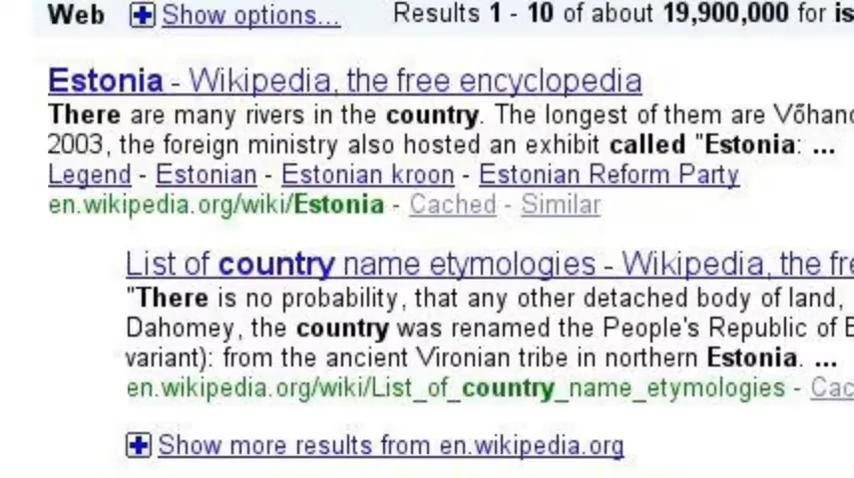 Web Show options... Results 1 - 10 of about 19,900,000 for is
Estonia - Wikipedia, the free encyclopedia
There are many rivers in the country. The longest of them are Võhand
2003, the foreign ministry also hosted an exhibit called "Estonia: ...
Legend - Estonian - Estonian kroon - Estonian Reform Party
en.wikipedia.org/wiki/Estonia - Cached - Similar
List of country name etymologies - Wikipedia, the fre
"There is no probability, that any other detached body of land,
Dahomey, the country was renamed the People's Republic of
variant): from the ancient Vironian tribe in northern Estonia. ...
en.wikipedia.org/wiki/List_of_country_name_etymologies - Cac
Show more results from en.wikipedia.org